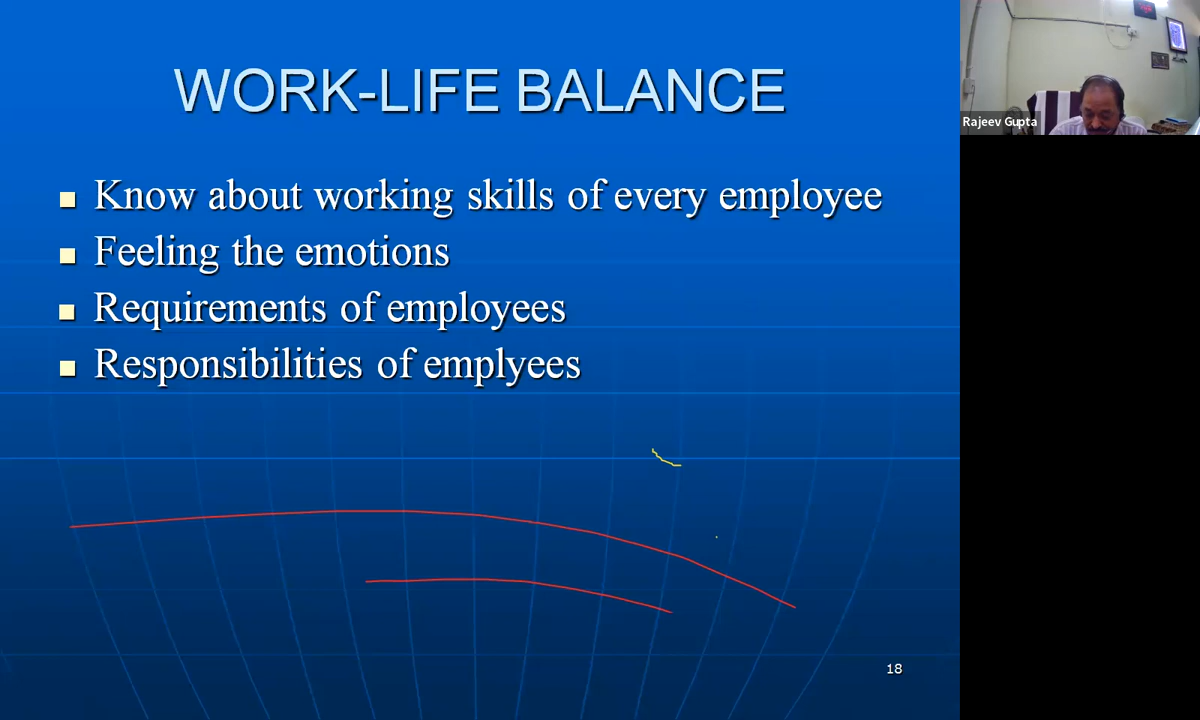 WORK-LIFE BALANCE
Know about working skills of every employee
Feeling the emotions
Requirements of employees
Responsibilities of emplyees
18
Rajeev Gupta